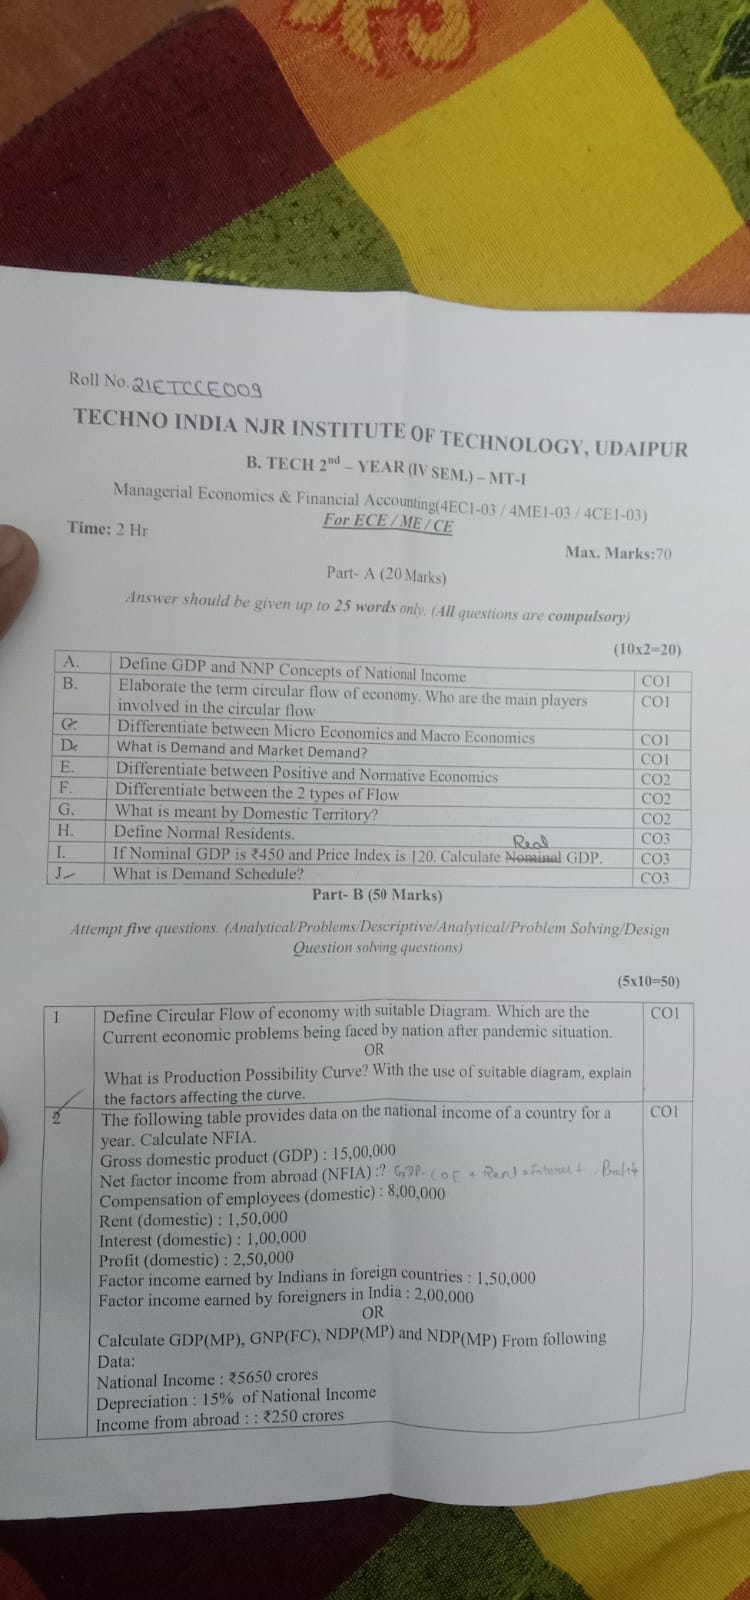 Roll No. 21ETCCE009
TECHNO INDIA NJR INSTITUTE OF TECHNOLOGY, UDAIPUR
B. TECH 2nd – YEAR (IV SEM.) – MT-I
Managerial Economics & Financial Accounting(4EC1-03 / 4ME1-03 / 4CE1-03)
For ECE / ME / CE
Time: 2 Hr
Max. Marks:70
Part- A (20 Marks)
Answer should be given up to 25 words only. (All questions are compulsory)
(10x2=20)
A. Define GDP and NNP Concepts of National Income CO1
B. Elaborate the term circular flow of economy. Who are the main players CO1
involved in the circular flow
C. Differentiate between Micro Economics and Macro Economics CO1
D. What is Demand and Market Demand? CO1
E. Differentiate between Positive and Normative Economics CO2
F. Differentiate between the 2 types of Flow CO2
G. What is meant by Domestic Territory? CO2
H. Define Normal Residents. CO3
Real
I. If Nominal GDP is ₹450 and Price Index is 120. Calculate Nominal GDP. CO3
J. What is Demand Schedule? CO3
Part- B (50 Marks)
Attempt five questions. (Analytical/Problems/Descriptive/Analytical/Problem Solving/Design
Question solving questions)
(5x10=50)
1 Define Circular Flow of economy with suitable Diagram. Which are the CO1
Current economic problems being faced by nation after pandemic situation.
OR
What is Production Possibility Curve? With the use of suitable diagram, explain
the factors affecting the curve.
2 The following table provides data on the national income of a country for a CO1
year. Calculate NFIA.
Gross domestic product (GDP) : 15,00,000
Net factor income from abroad (NFIA) :? GDP- COE + Rent + Interest + Profit
Compensation of employees (domestic) : 8,00,000
Rent (domestic) : 1,50,000
Interest (domestic) : 1,00,000
Profit (domestic) : 2,50,000
Factor income earned by Indians in foreign countries : 1,50,000
Factor income earned by foreigners in India : 2,00,000
OR
Calculate GDP(MP), GNP(FC), NDP(MP) and NDP(MP) From following
Data:
National Income : ₹5650 crores
Depreciation : 15% of National Income
Income from abroad : : ₹250 crores